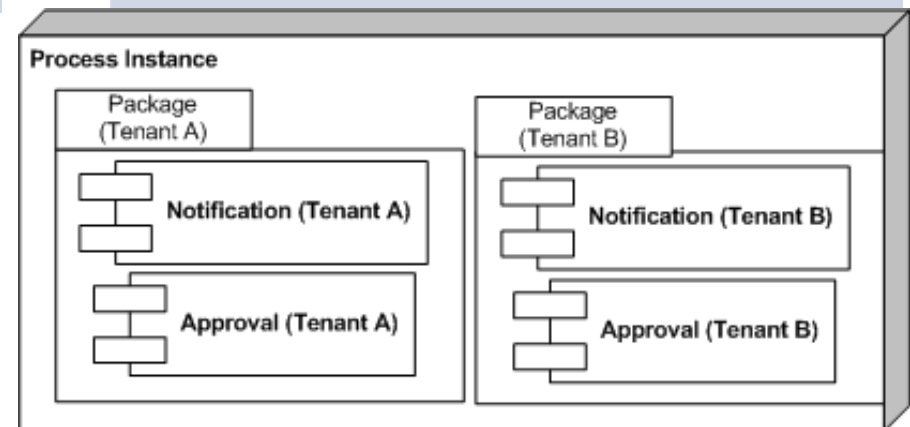 Process Instance
Package
(Tenant A)
Notification (Tenant A)
Approval (Tenant A)
Package
(Tenant B)
Notification (Tenant B)
Approval (Tenant B)